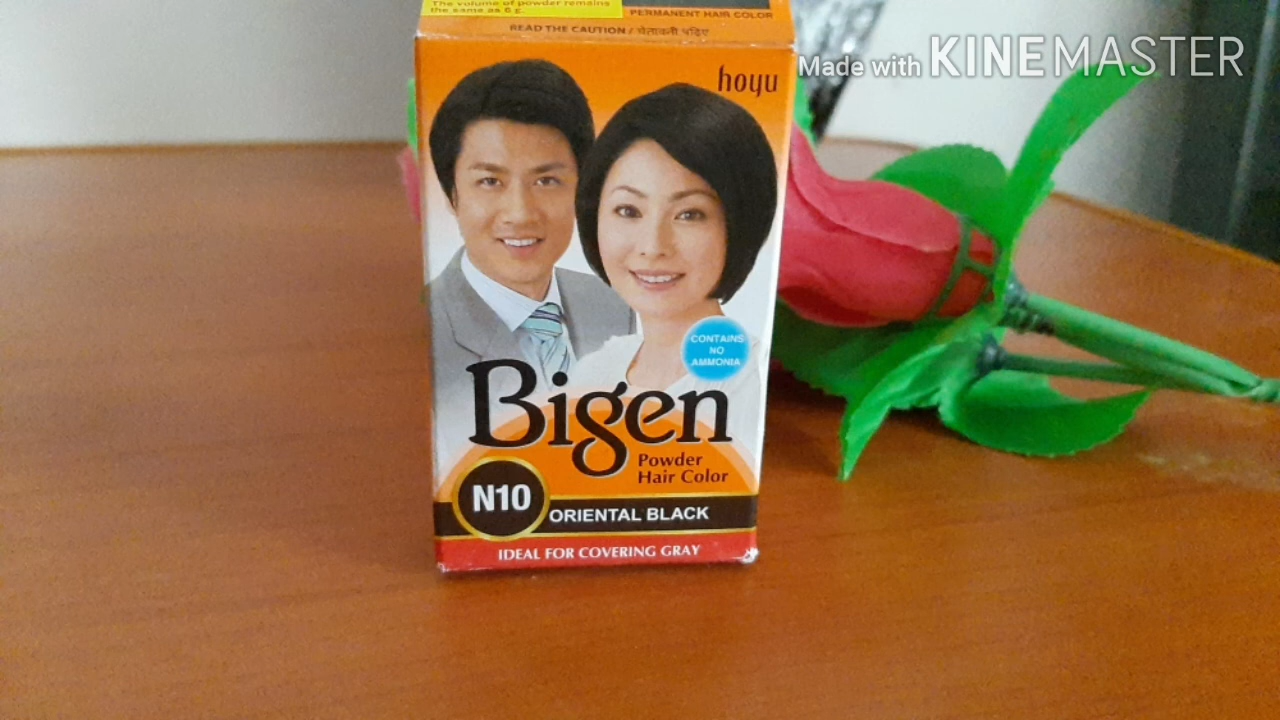 The volume of powder remains
the same as 6 g.
PERMANENT HAIR COLOR
READ THE CAUTION / चेतावनी पढ़िए
hoyu
Made with KINEMASTER
CONTAINS
NO
AMMONIA
Bigen
Powder
Hair Color
N10
ORIENTAL BLACK
IDEAL FOR COVERING GRAY